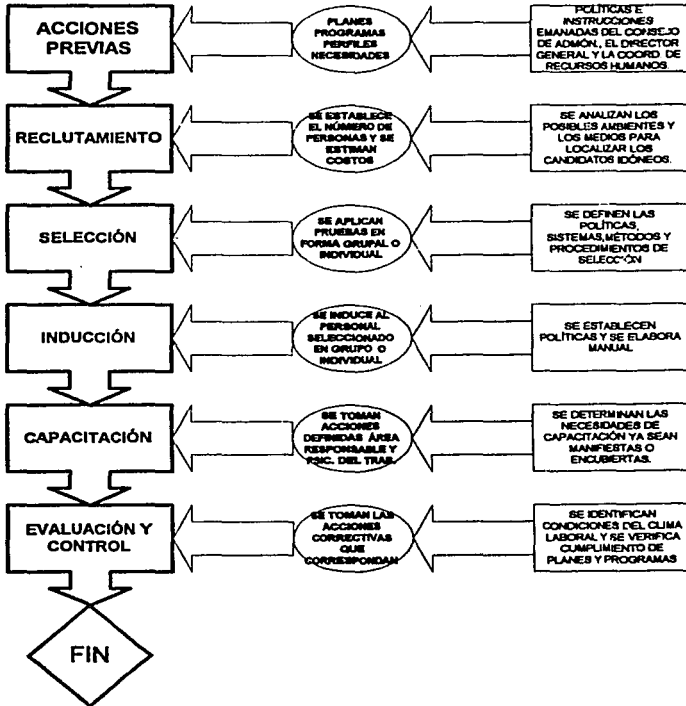 ACCIONES
PREVIAS
PLANES
PROGRAMAS
PERFILES
NECESIDADES
POLÍTICAS E
INSTRUCCIONES
EMANADAS DEL CONSEJO
DE ADMÓN., EL DIRECTOR
GENERAL Y LA COORD. DE
RECURSOS HUMANOS.
RECLUTAMIENTO
SE ESTABLECE
EL NÚMERO DE
PERSONAS Y SE
ESTIMAN
COSTOS
SE ANALIZAN LOS
POSIBLES AMBIENTES Y
LOS MEDIOS PARA
LOCALIZAR LOS
CANDIDATOS IDÓNEOS.
SELECCIÓN
SE APLICAN
PRUEBAS EN
FORMA GRUPAL O
INDIVIDUAL
SE DEFINEN LAS
POLÍTICAS,
SISTEMAS, MÉTODOS Y
PROCEDIMIENTOS DE
SELECCIÓN
INDUCCIÓN
SE INDUCE AL
PERSONAL
SELECCIONADO
EN GRUPO O
INDIVIDUAL
SE ESTABLECEN
POLÍTICAS Y SE ELABORA
MANUAL
CAPACITACIÓN
SE TOMAN
ACCIONES
DEFINIDAS ÁREA
RESPONSABLE Y
PSIC. DEL TRAB.
SE DETERMINAN LAS
NECESIDADES DE
CAPACITACIÓN YA SEAN
MANIFIESTAS O
ENCUBIERTAS.
EVALUACIÓN Y
CONTROL
SE TOMAN LAS
ACCIONES
CORRECTIVAS
QUE
CORRESPONDAN
SE IDENTIFICAN
CONDICIONES DEL CLIMA
LABORAL Y SE VERIFICA
CUMPLIMIENTO DE
PLANES Y PROGRAMAS
FIN